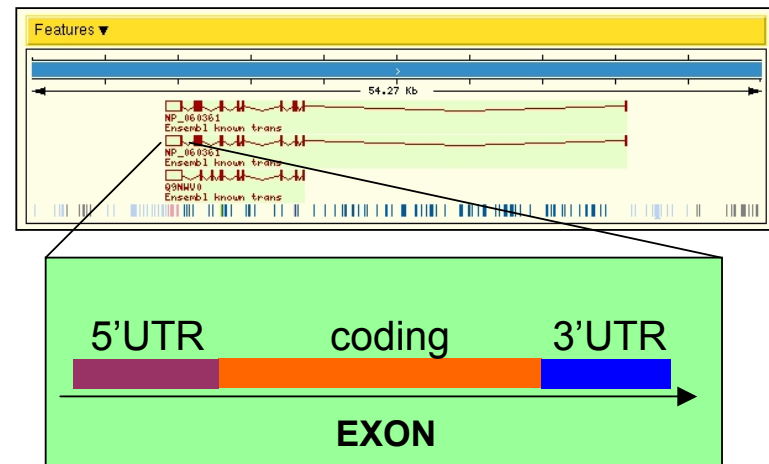 Features ▼
54.27 Kb
NP_060361
Ensembl known trans
NP_060361
Ensembl known trans
Q9NWV0
Ensembl known trans
5'UTR coding 3'UTR
EXON